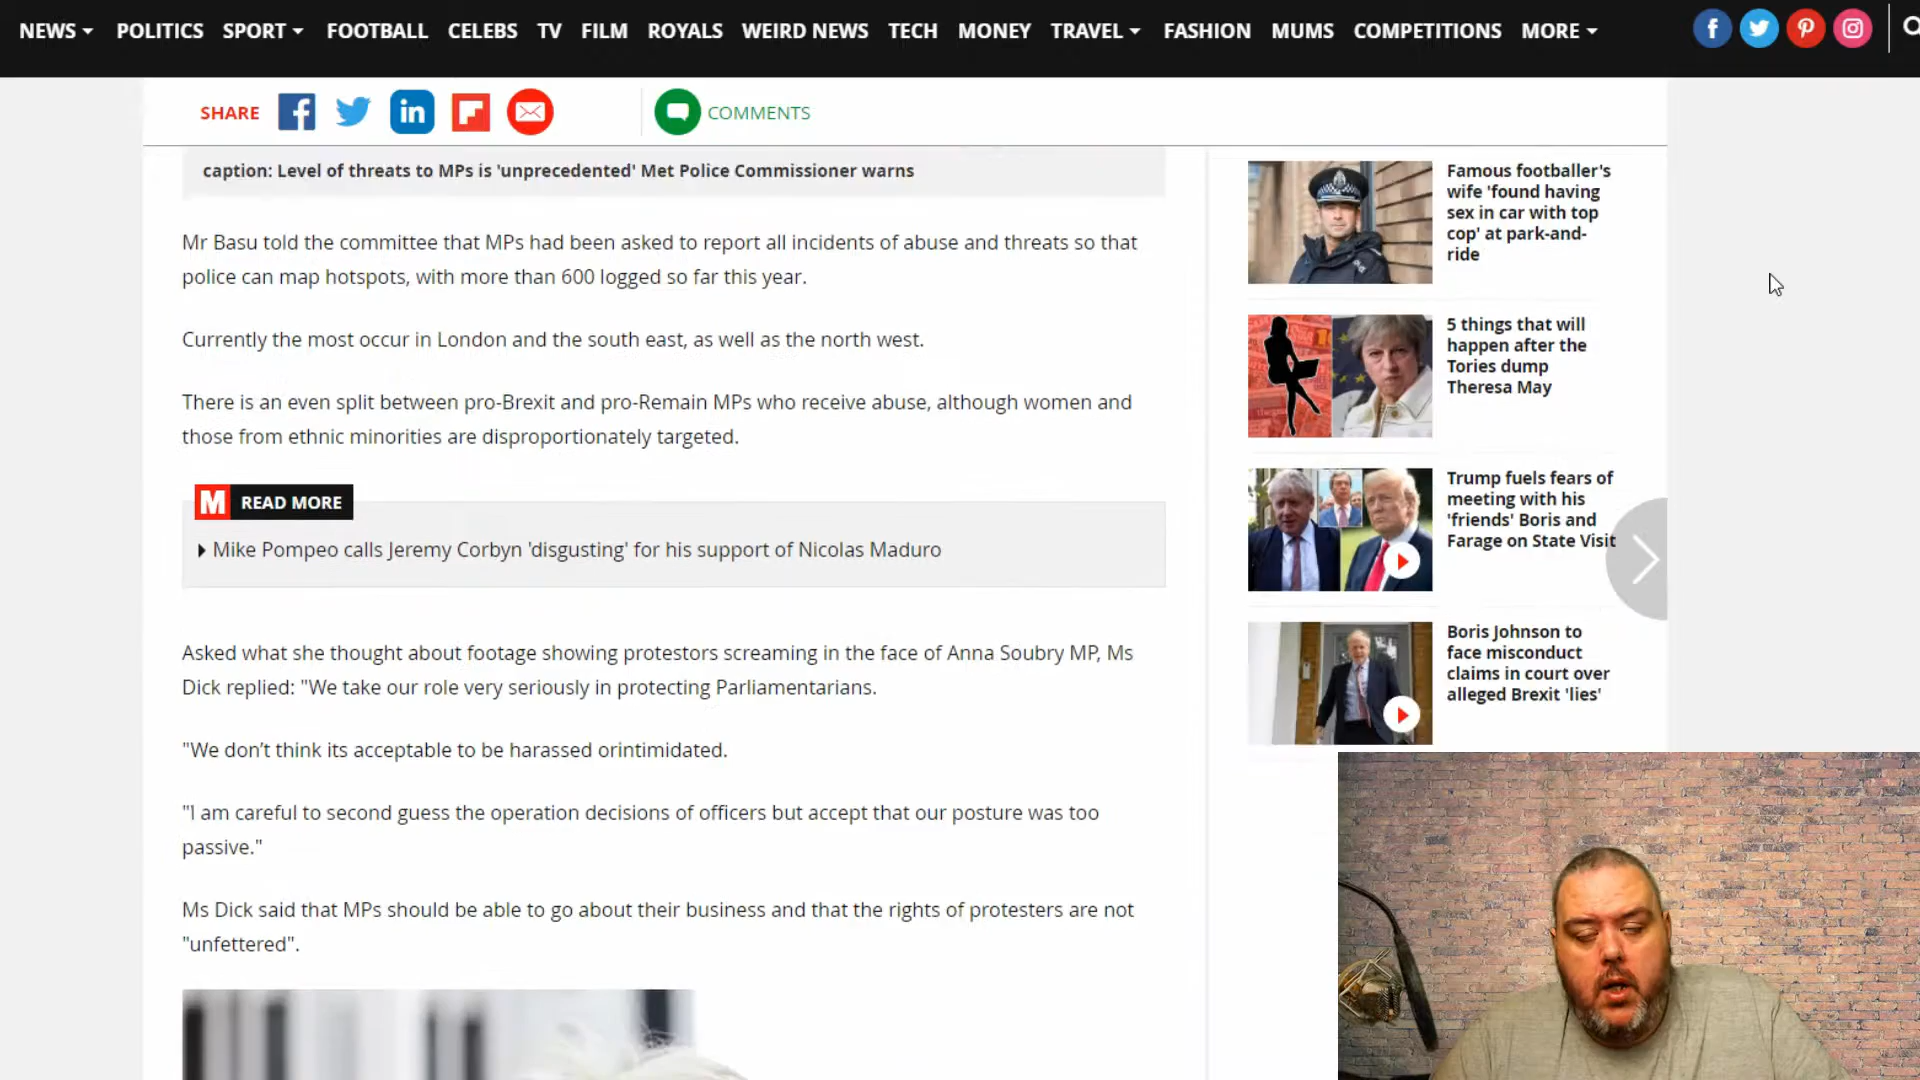 NEWS POLITICS SPORT FOOTBALL CELEBS TV FILM ROYALS WEIRD NEWS TECH MONEY TRAVEL FASHION MUMS COMPETITIONS MORE
SHARE
COMMENTS
caption: Level of threats to MPs is 'unprecedented' Met Police Commissioner warns
Mr Basu told the committee that MPs had been asked to report all incidents of abuse and threats so that
police can map hotspots, with more than 600 logged so far this year.
Currently the most occur in London and the south east, as well as the north west.
There is an even split between pro-Brexit and pro-Remain MPs who receive abuse, although women and
those from ethnic minorities are disproportionately targeted.
M READ MORE
Mike Pompeo calls Jeremy Corbyn 'disgusting' for his support of Nicolas Maduro
Asked what she thought about footage showing protestors screaming in the face of Anna Soubry MP, Ms
Dick replied: "We take our role very seriously in protecting Parliamentarians.
"We don't think its acceptable to be harassed orintimidated.
"I am careful to second guess the operation decisions of officers but accept that our posture was too
passive."
Ms Dick said that MPs should be able to go about their business and that the rights of protesters are not
"unfettered".
Famous footballer's
wife 'found having
sex in car with top
cop' at park-and-
ride
5 things that will
happen after the
Tories dump
Theresa May
Trump fuels fears of
meeting with his
'friends' Boris and
Farage on State Visit
Boris Johnson to
face misconduct
claims in court over
alleged Brexit 'lies'